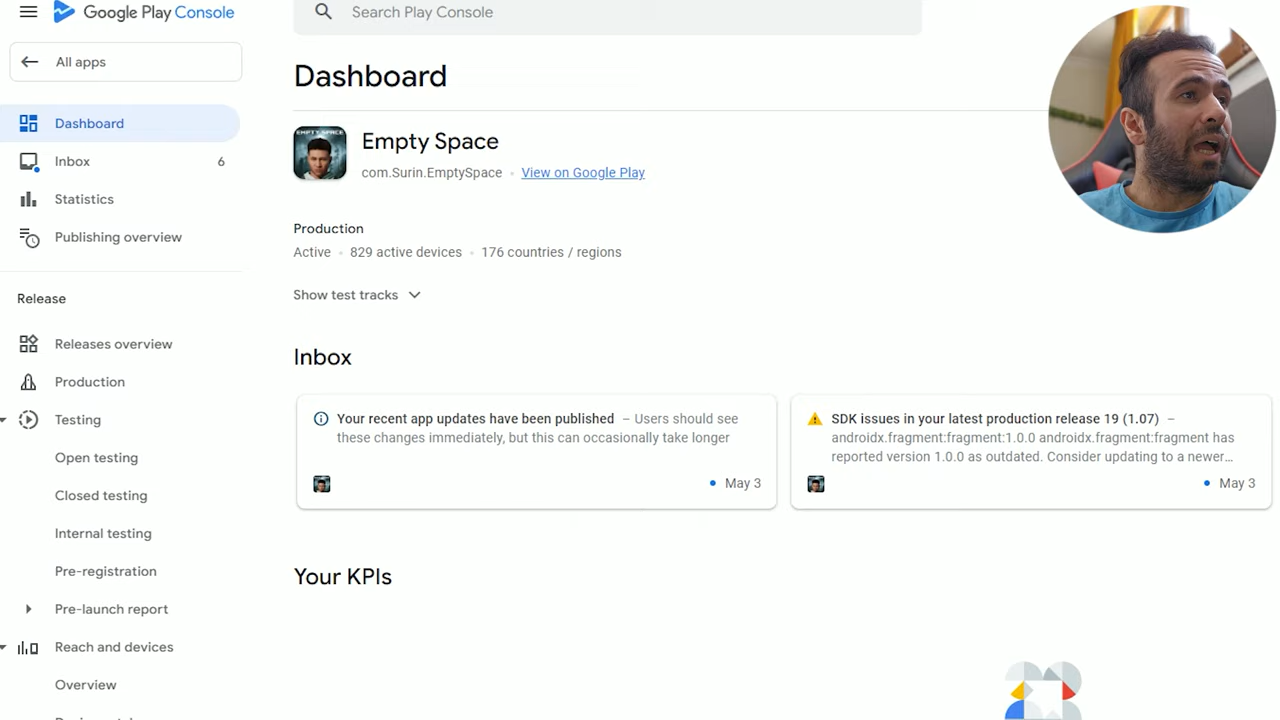 Google Play Console
Search Play Console
All apps
Dashboard
Inbox 6
Statistics
Publishing overview
Release
Releases overview
Production
Testing
Open testing
Closed testing
Internal testing
Pre-registration
Pre-launch report
Reach and devices
Overview
Dashboard
EMPTY SPACE
Empty Space
com.Surin.EmptySpace • View on Google Play
Production
Active • 829 active devices • 176 countries / regions
Show test tracks
Inbox
Your recent app updates have been published – Users should see
these changes immediately, but this can occasionally take longer
May 3
SDK issues in your latest production release 19 (1.07) –
androidx.fragment:fragment:1.0.0 androidx.fragment:fragment has
reported version 1.0.0 as outdated. Consider updating to a newer…
May 3
Your KPIs